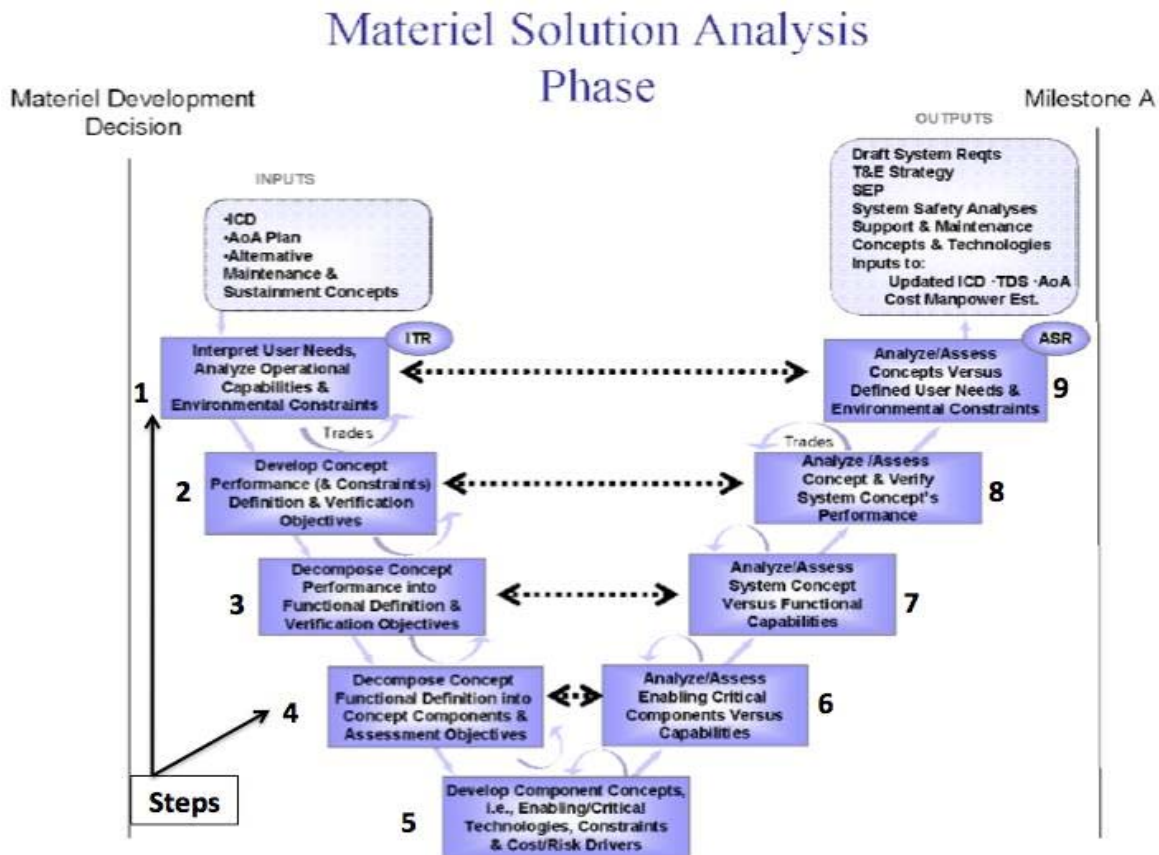 Materiel Solution Analysis
Phase
Materiel Development
Decision
Milestone A
INPUTS
•ICD
•AoA Plan
•Alternative
Maintenance &
Sustainment Concepts
OUTPUTS
Draft System Reqts
T&E Strategy
SEP
System Safety Analyses
Support & Maintenance
Concepts & Technologies
Inputs to:
Updated ICD ·TDS ·AoA
Cost Manpower Est.
ITR
1
Interpret User Needs,
Analyze Operational
Capabilities &
Environmental Constraints
Trades
2
Develop Concept
Performance (& Constraints)
Definition & Verification
Objectives
3
Decompose Concept
Performance into
Functional Definition &
Verification Objectives
4
Decompose Concept
Functional Definition into
Concept Components &
Assessment Objectives
Steps
5
Develop Component Concepts,
i.e., Enabling/Critical
Technologies, Constraints
& Cost/Risk Drivers
Analyze/Assess
Enabling Critical
Components Versus
Capabilities
6
Analyze/Assess
System Concept
Versus Functional
Capabilities
7
Trades
Analyze /Assess
Concept & Verify
System Concept's
Performance
8
ASR
Analyze/Assess
Concepts Versus
Defined User Needs &
Environmental Constraints
9